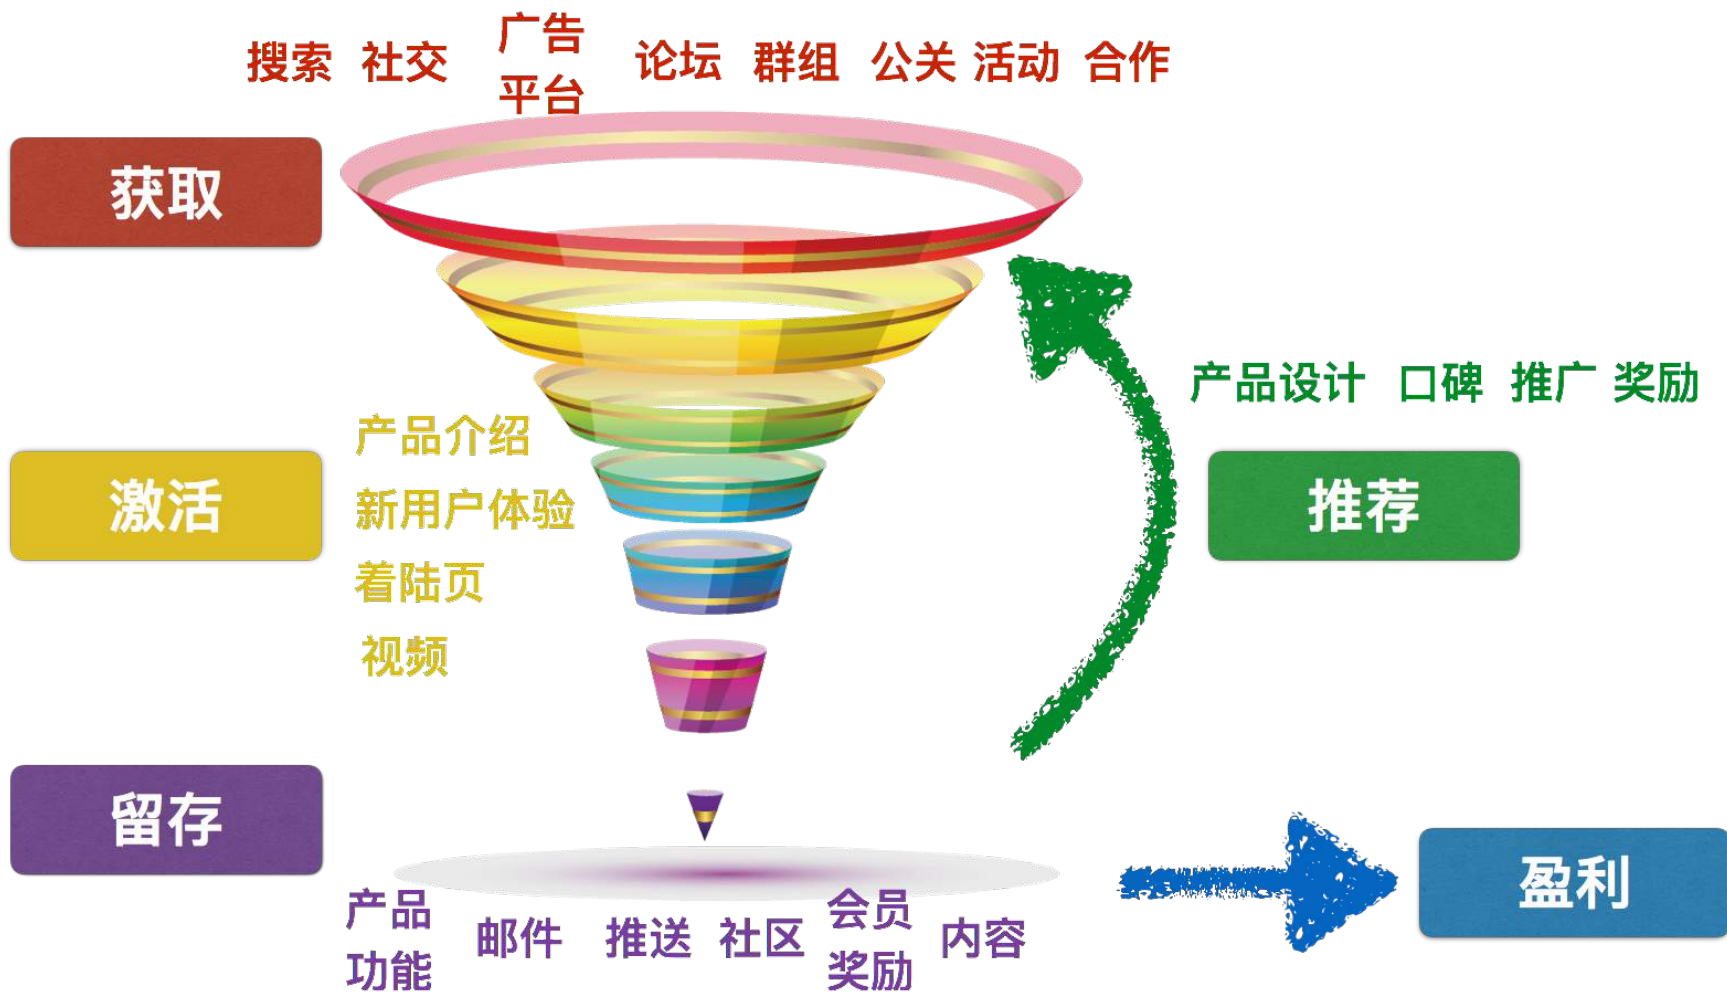 搜索 社交 广告平台 论坛 群组 公关 活动 合作
获取
产品设计 口碑 推广 奖励
产品介绍
激活
推荐
新用户体验
着陆页
视频
留存
盈利
产品功能 邮件 推送 社区 会员奖励 内容